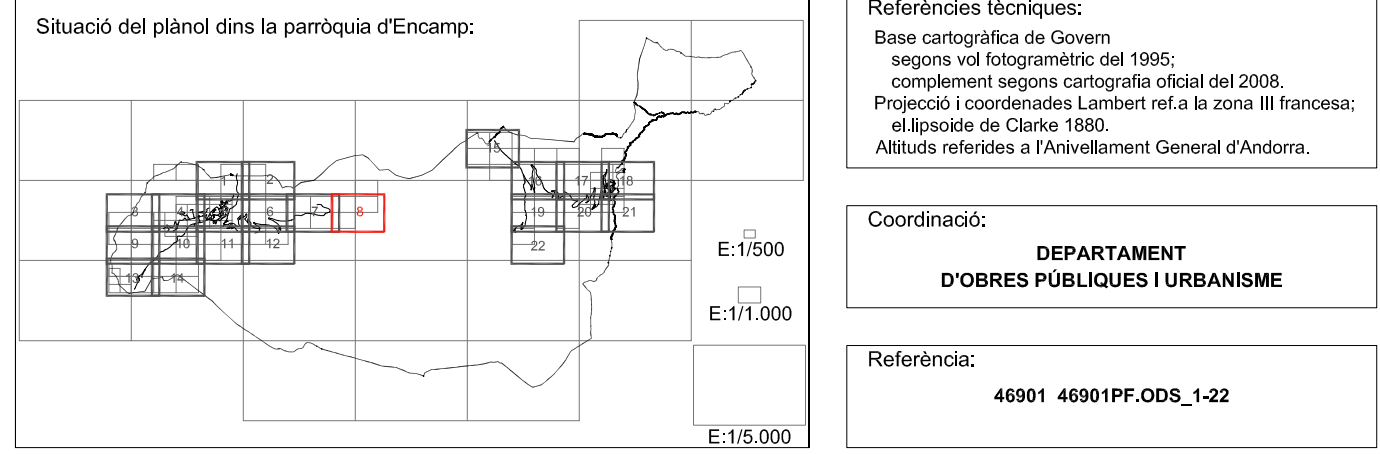 Situació del plànol dins la parròquia d'Encamp:
15
1
2
16
17
18
3
4
6
7
8
19
20
21
9
10
11
12
22
13
14
E:1/500
E:1/1.000
E:1/5.000
Referències tècniques:
Base cartogràfica de Govern
segons vol fotogramètric del 1995;
complement segons cartografia oficial del 2008.
Projecció i coordenades Lambert ref.a la zona III francesa;
el.lipsoide de Clarke 1880.
Altituds referides a l'Anivellament General d'Andorra.
Coordinació:
DEPARTAMENT
D'OBRES PÚBLIQUES I URBANISME
Referència:
46901 46901PF.ODS_1-22